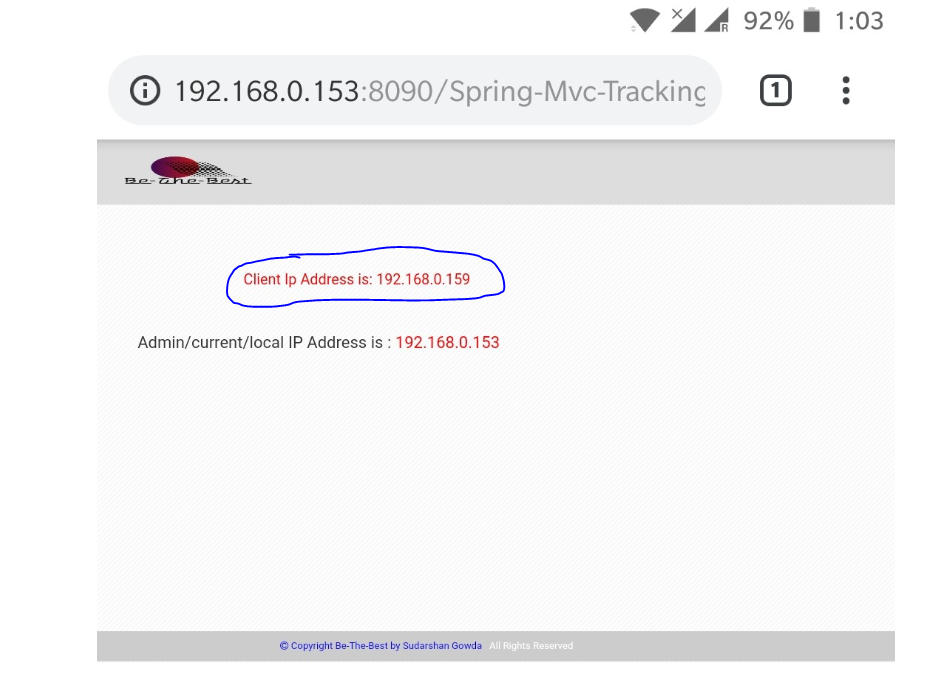 92% 1:03
192.168.0.153:8090/Spring-Mvc-Tracking
1
Be-The-Best
Client Ip Address is: 192.168.0.159
Admin/current/local IP Address is : 192.168.0.153
© Copyright Be-The-Best by Sudarshan Gowda All Rights Reserved